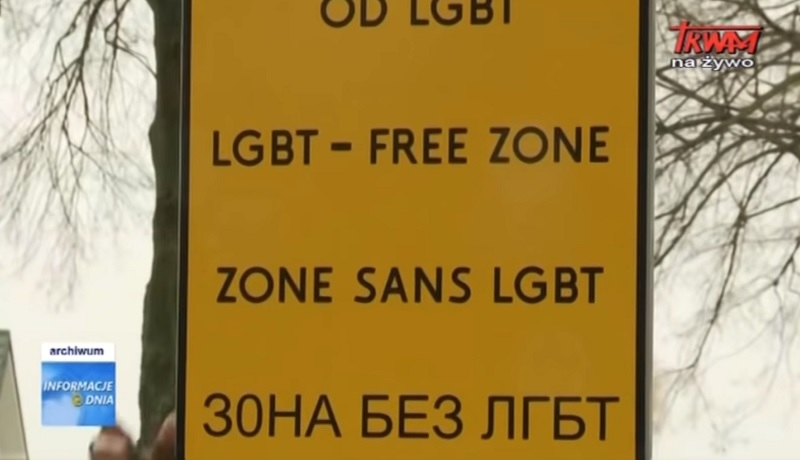 OD LGBT
TRWAM
na żywo
LGBT - FREE ZONE
ZONE SANS LGBT
archiwum
INFORMACJE
DNIA
ЗОНА БЕЗ ЛГБТ